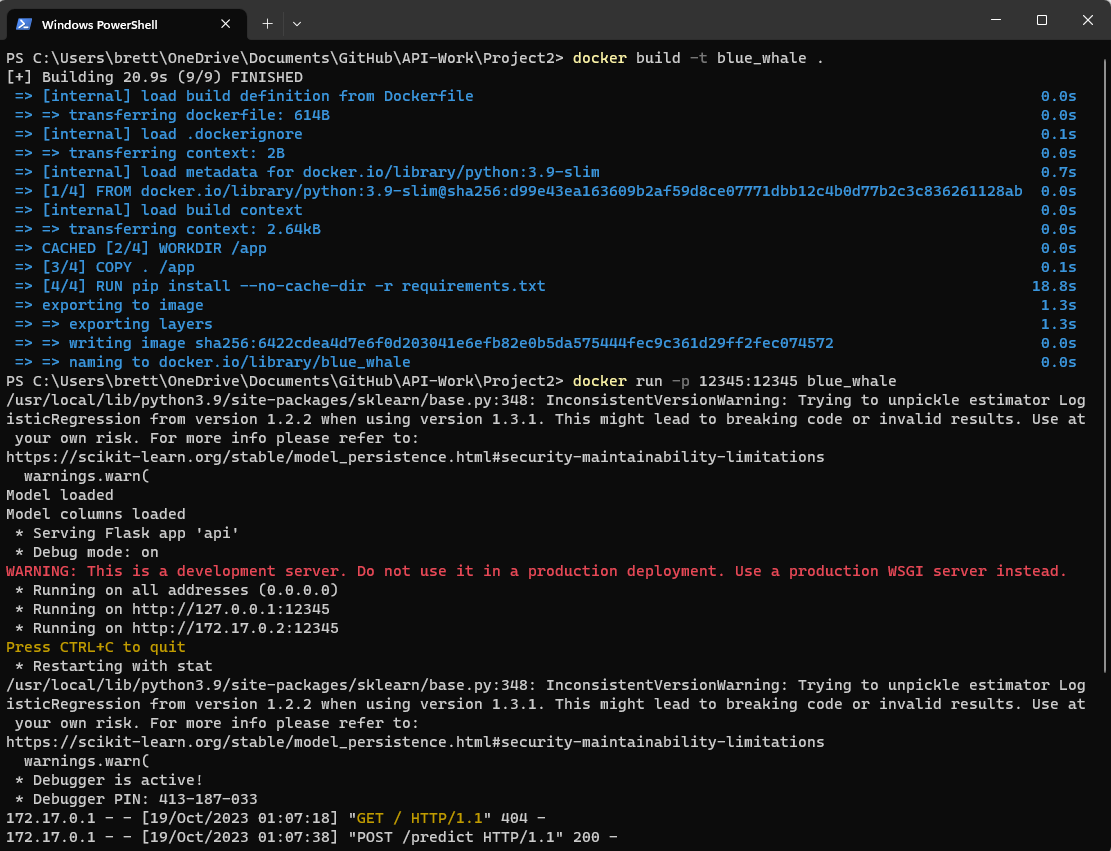 Windows PowerShell
PS C:\Users\brett\OneDrive\Documents\GitHub\API-Work\Project2> docker build -t blue_whale .
[+] Building 20.9s (9/9) FINISHED
 => [internal] load build definition from Dockerfile 0.0s
 => => transferring dockerfile: 614B 0.0s
 => [internal] load .dockerignore 0.1s
 => => transferring context: 2B 0.0s
 => [internal] load metadata for docker.io/library/python:3.9-slim 0.7s
 => [1/4] FROM docker.io/library/python:3.9-slim@sha256:d99e43ea163609b2af59d8ce07771dbb12c4b0d77b2c3c836261128ab 0.0s
 => [internal] load build context 0.0s
 => => transferring context: 2.64kB 0.0s
 => CACHED [2/4] WORKDIR /app 0.0s
 => [3/4] COPY . /app 0.1s
 => [4/4] RUN pip install --no-cache-dir -r requirements.txt 18.8s
 => exporting to image 1.3s
 => => exporting layers 1.3s
 => => writing image sha256:6422cdea4d7e6f0d203041e6efb82e0b5da575444fec9c361d29ff2fec074572 0.0s
 => => naming to docker.io/library/blue_whale 0.0s
PS C:\Users\brett\OneDrive\Documents\GitHub\API-Work\Project2> docker run -p 12345:12345 blue_whale
/usr/local/lib/python3.9/site-packages/sklearn/base.py:348: InconsistentVersionWarning: Trying to unpickle estimator Log
isticRegression from version 1.2.2 when using version 1.3.1. This might lead to breaking code or invalid results. Use at
 your own risk. For more info please refer to:
https://scikit-learn.org/stable/model_persistence.html#security-maintainability-limitations
  warnings.warn(
Model loaded
Model columns loaded
 * Serving Flask app 'api'
 * Debug mode: on
WARNING: This is a development server. Do not use it in a production deployment. Use a production WSGI server instead.
 * Running on all addresses (0.0.0.0)
 * Running on http://127.0.0.1:12345
 * Running on http://172.17.0.2:12345
Press CTRL+C to quit
 * Restarting with stat
/usr/local/lib/python3.9/site-packages/sklearn/base.py:348: InconsistentVersionWarning: Trying to unpickle estimator Log
isticRegression from version 1.2.2 when using version 1.3.1. This might lead to breaking code or invalid results. Use at
 your own risk. For more info please refer to:
https://scikit-learn.org/stable/model_persistence.html#security-maintainability-limitations
  warnings.warn(
 * Debugger is active!
 * Debugger PIN: 413-187-033
172.17.0.1 - - [19/Oct/2023 01:07:18] "GET / HTTP/1.1" 404 -
172.17.0.1 - - [19/Oct/2023 01:07:38] "POST /predict HTTP/1.1" 200 -